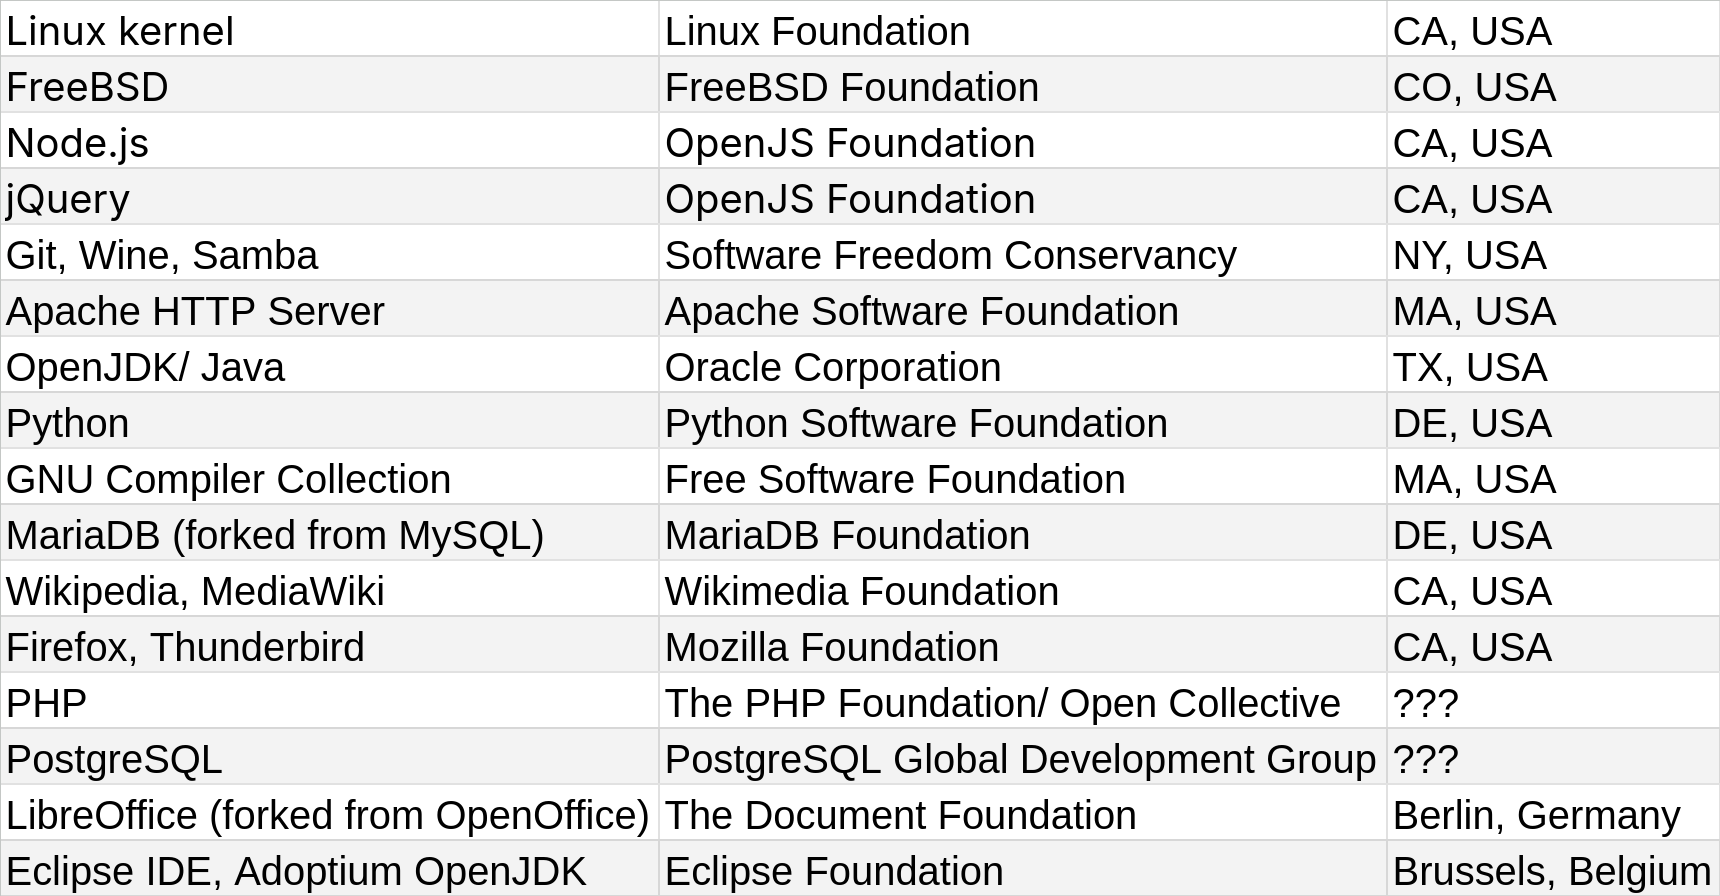 Linux kernel Linux Foundation CA, USA
FreeBSD FreeBSD Foundation CO, USA
Node.js OpenJS Foundation CA, USA
jQuery OpenJS Foundation CA, USA
Git, Wine, Samba Software Freedom Conservancy NY, USA
Apache HTTP Server Apache Software Foundation MA, USA
OpenJDK/ Java Oracle Corporation TX, USA
Python Python Software Foundation DE, USA
GNU Compiler Collection Free Software Foundation MA, USA
MariaDB (forked from MySQL) MariaDB Foundation DE, USA
Wikipedia, MediaWiki Wikimedia Foundation CA, USA
Firefox, Thunderbird Mozilla Foundation CA, USA
PHP The PHP Foundation/ Open Collective ???
PostgreSQL PostgreSQL Global Development Group ???
LibreOffice (forked from OpenOffice) The Document Foundation Berlin, Germany
Eclipse IDE, Adoptium OpenJDK Eclipse Foundation Brussels, Belgium